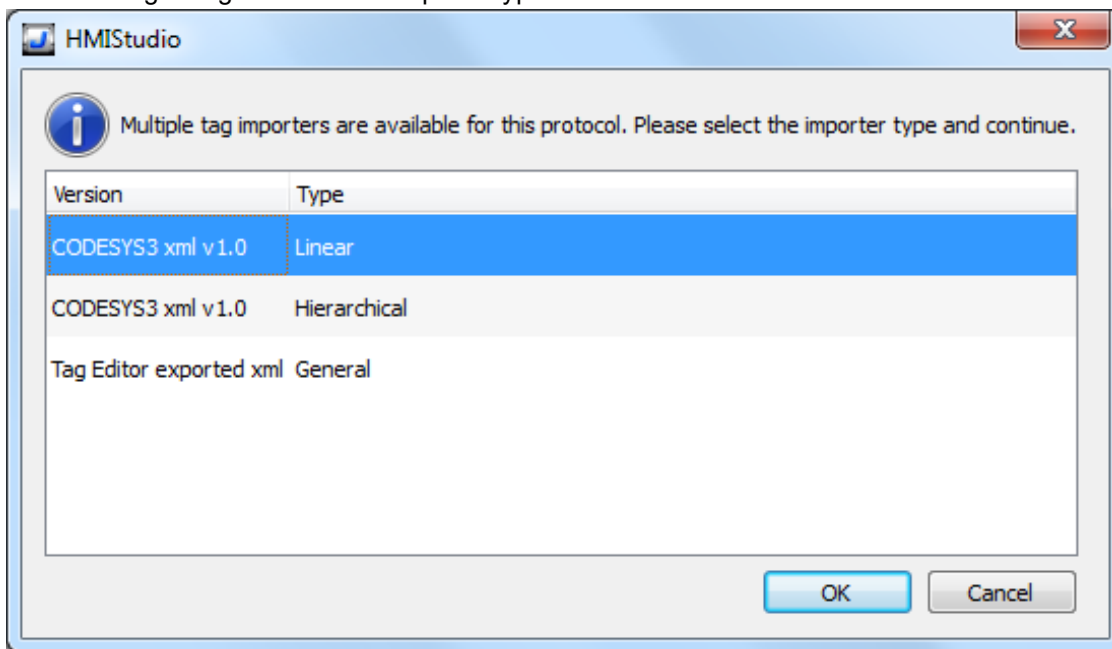 HMIStudio
Multiple tag importers are available for this protocol. Please select the importer type and continue.
Version Type
CODESYS3 xml v1.0 Linear
CODESYS3 xml v1.0 Hierarchical
Tag Editor exported xml General
OK Cancel